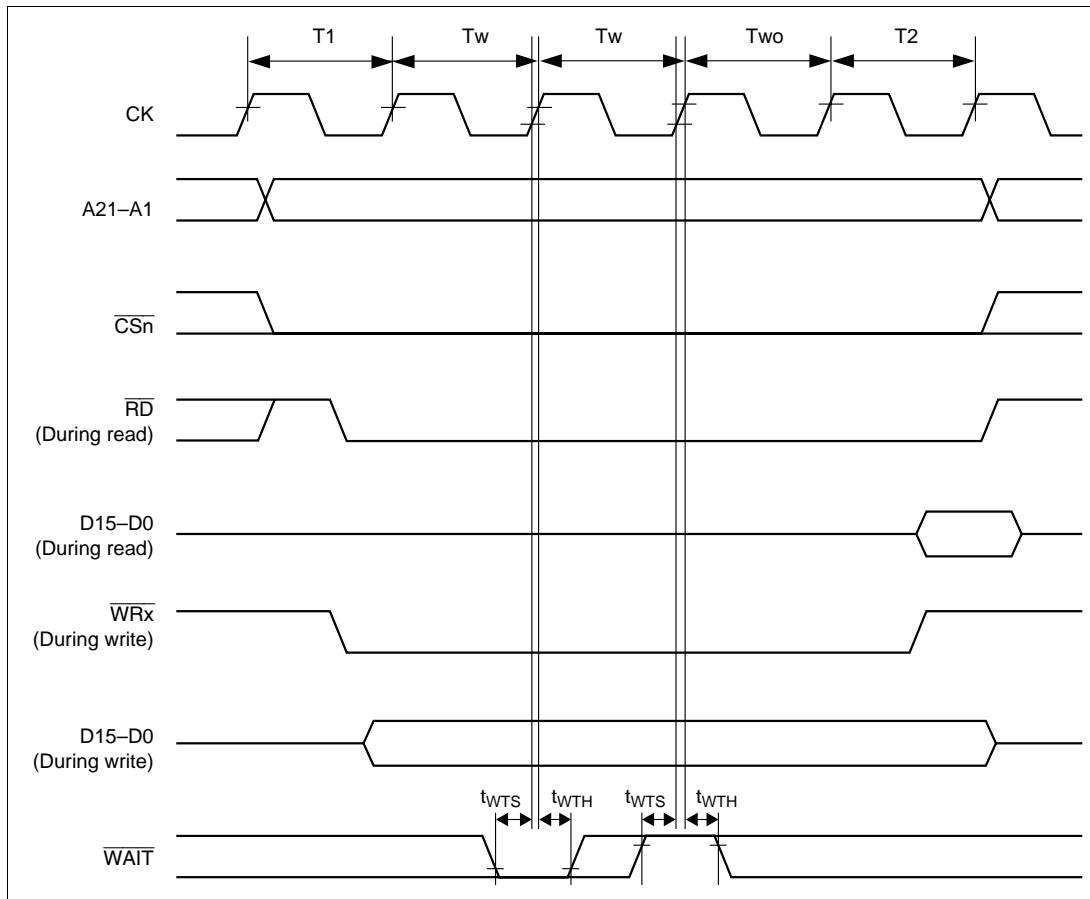 T1 Tw Tw Two T2
CK
A21–A1
CSn
RD
(During read)
D15–D0
(During read)
WRx
(During write)
D15–D0
(During write)
tWTS tWTH tWTS tWTH
WAIT